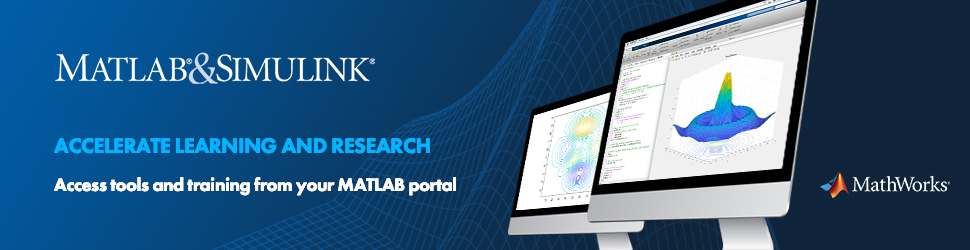 MATLAB®&SIMULINK®
ACCELERATE LEARNING AND RESEARCH
Access tools and training from your MATLAB portal
MathWorks®